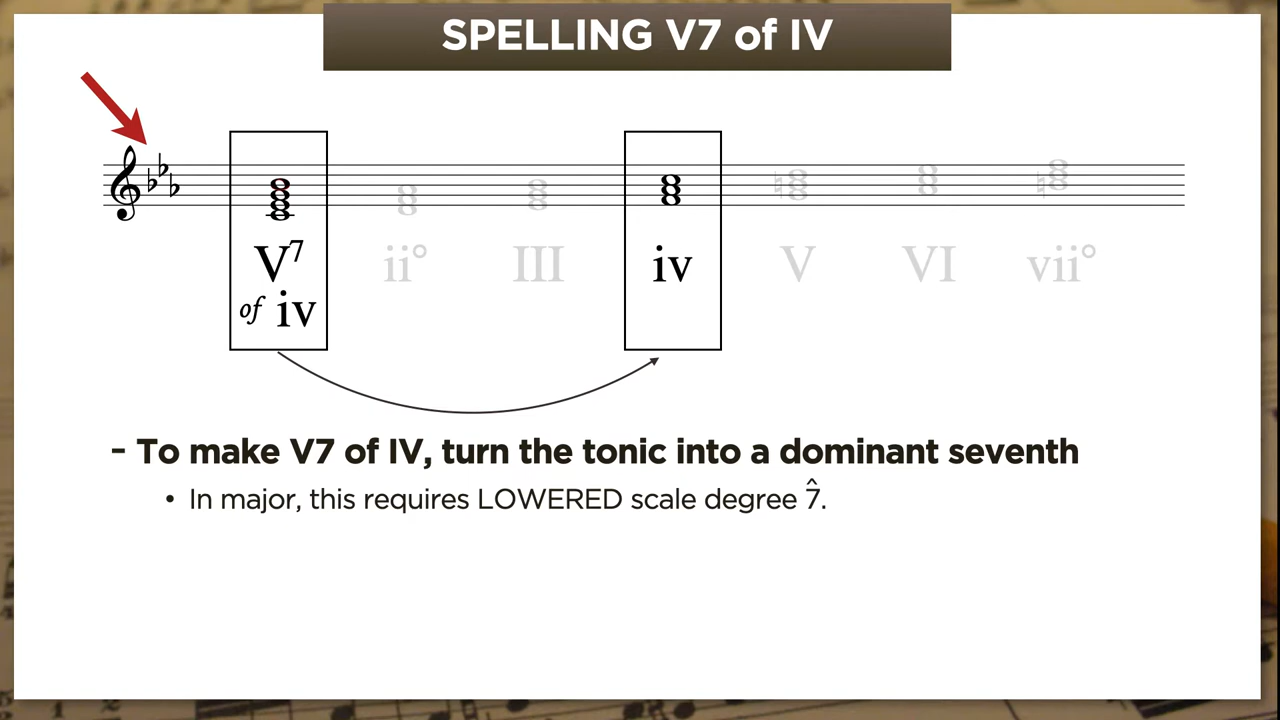 SPELLING V7 of IV
V⁷ ii° III iv V VI vii°
of iv
- To make V7 of IV, turn the tonic into a dominant seventh
• In major, this requires LOWERED scale degree 7̂.